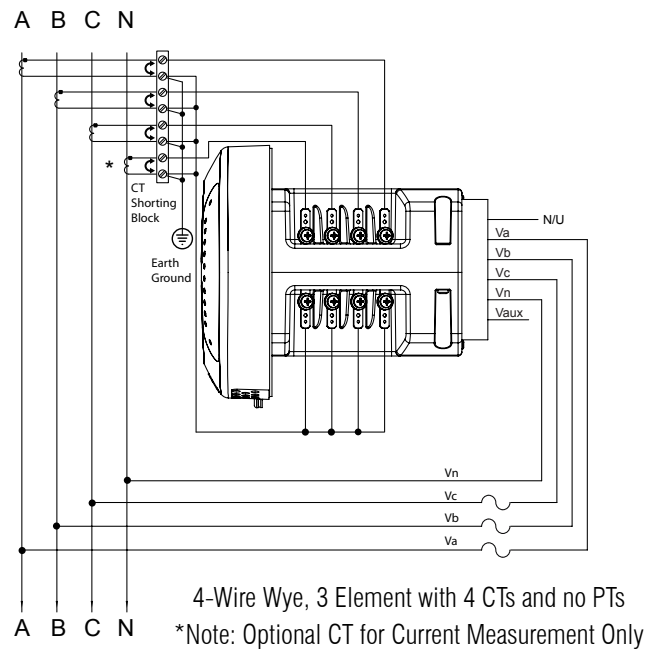 A B C N
*
CT
Shorting
Block
Earth
Ground
N/U
Va
Vb
Vc
Vn
Vaux
Vn
Vc
Vb
Va
A B C N
4-Wire Wye, 3 Element with 4 CTs and no PTs
*Note: Optional CT for Current Measurement Only